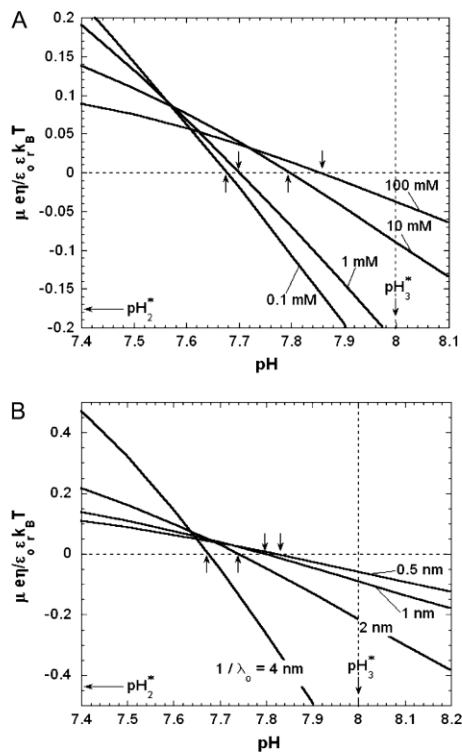 A
μ eη/ε₀ εᵣ k_B T
0.2
0.15
0.1
0.05
0
-0.05
-0.1
-0.15
-0.2
100 mM
10 mM
1 mM
0.1 mM
pH₂*
pH₃*
7.4 7.5 7.6 7.7 7.8 7.9 8 8.1
pH
B
μ eη/ε₀ εᵣ k_B T
0.4
0.2
0
-0.2
-0.4
0.5 nm
1 nm
2 nm
1 / λ₀ = 4 nm
pH₂*
pH₃*
7.4 7.5 7.6 7.7 7.8 7.9 8 8.1 8.2
pH